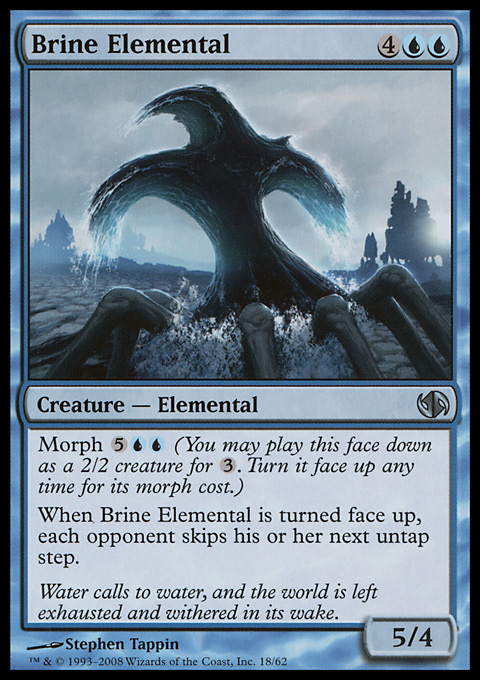 Brine Elemental 4
Creature — Elemental
Morph 5 (You may play this face down
as a 2/2 creature for 3. Turn it face up any
time for its morph cost.)
When Brine Elemental is turned face up,
each opponent skips his or her next untap
step.
Water calls to water, and the world is left
exhausted and withered in its wake.
5/4
Stephen Tappin
™ & © 1993–2008 Wizards of the Coast, Inc. 18/62